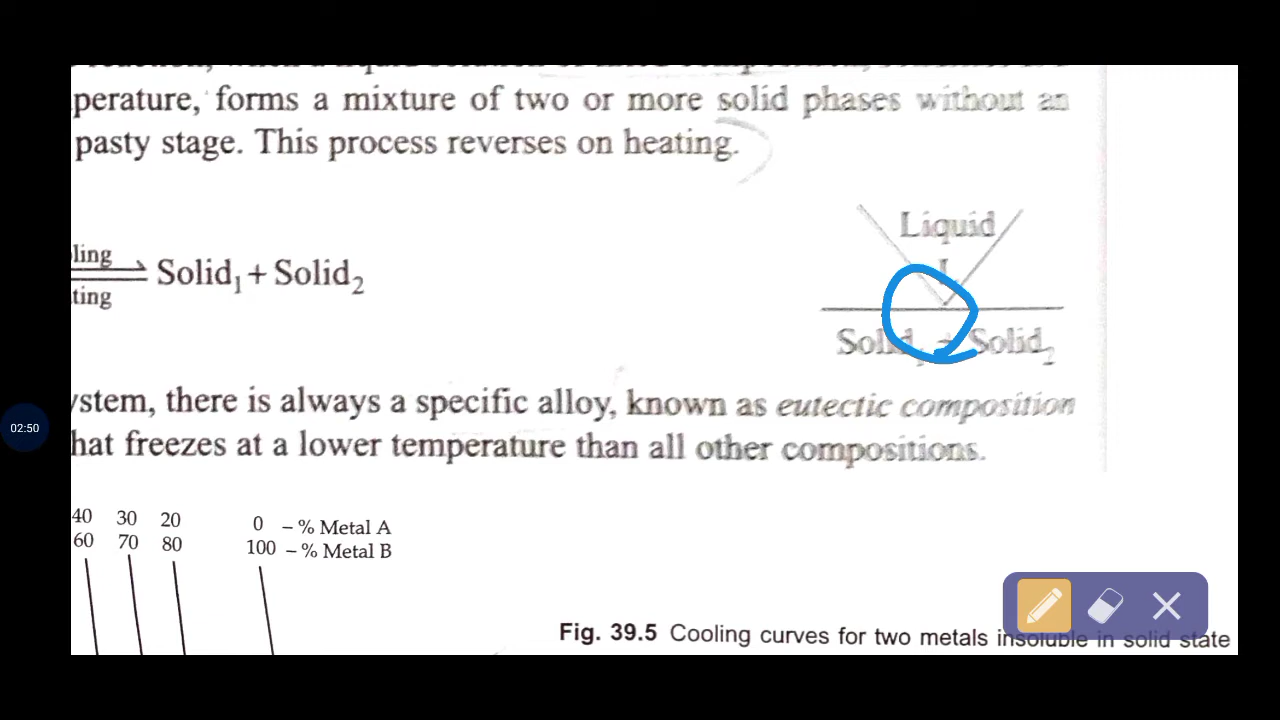 perature, forms a mixture of two or more solid phases without an
pasty stage. This process reverses on heating.
Liquid
L
ling
ting
Solid₁ + Solid₂
Solid₁ + Solid₂
ystem, there is always a specific alloy, known as eutectic composition
hat freezes at a lower temperature than all other compositions.
02:50
40 30 20 0 – % Metal A
60 70 80 100 – % Metal B
Fig. 39.5 Cooling curves for two metals insoluble in solid state